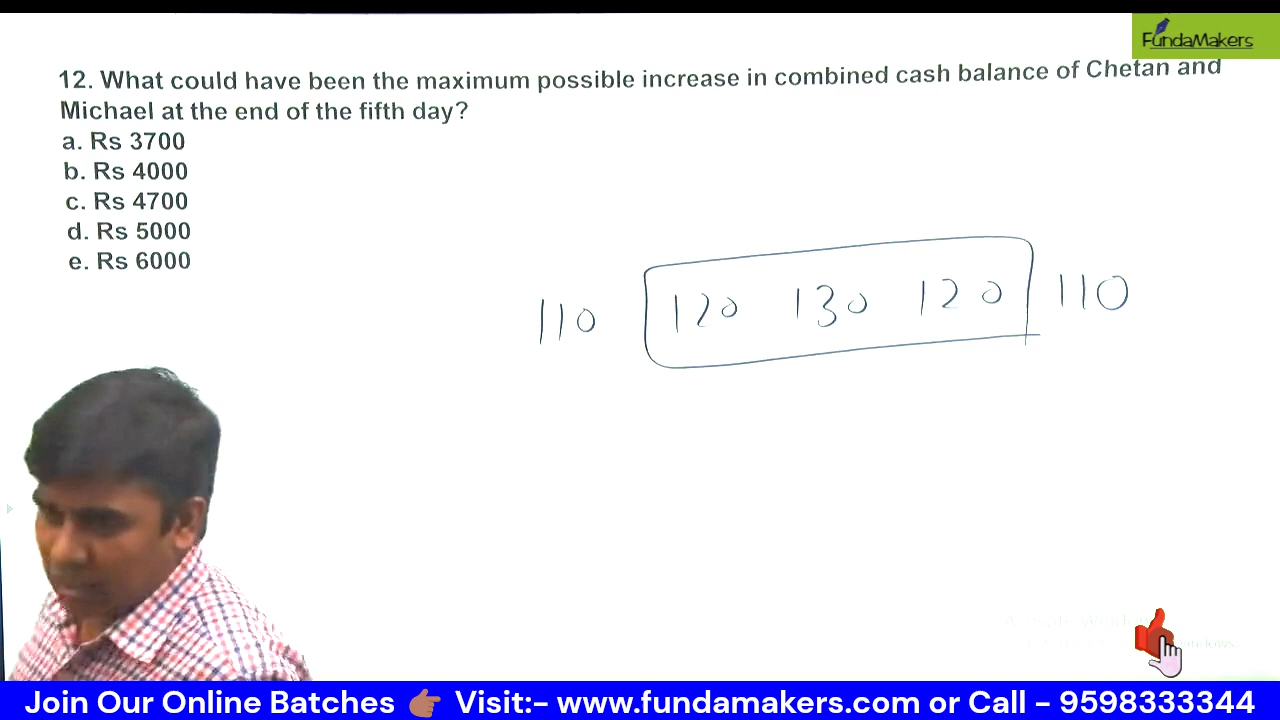 FundaMakers
12. What could have been the maximum possible increase in combined cash balance of Chetan and
Michael at the end of the fifth day?
a. Rs 3700
b. Rs 4000
c. Rs 4700
d. Rs 5000
e. Rs 6000
110 120 130 120 110
Join Our Online Batches Visit:- www.fundamakers.com or Call - 9598333344